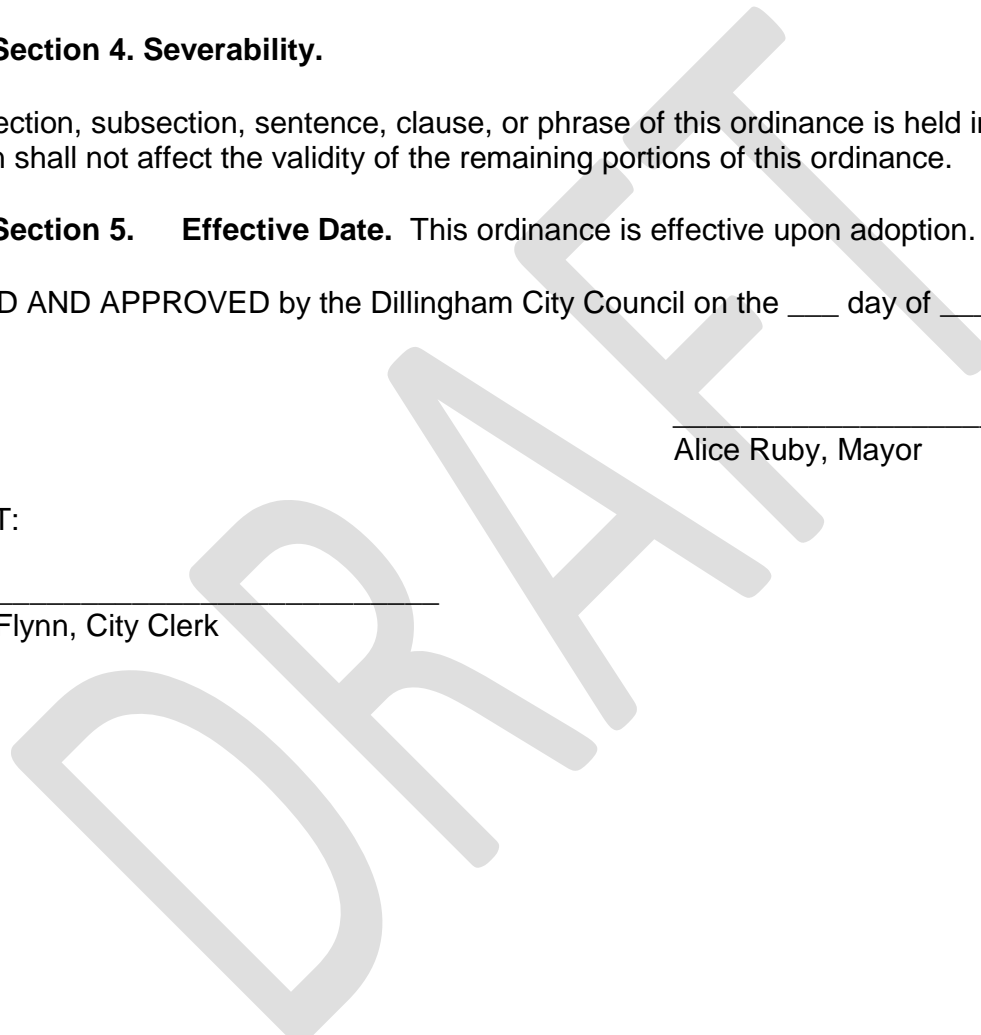 Section 4. Severability.
ection, subsection, sentence, clause, or phrase of this ordinance is held
shall not affect the validity of the remaining portions of this ordinance.
Section 5. Effective Date. This ordinance is effective upon adoption.
D AND APPROVED by the Dillingham City Council on the ___ day of ___
Alice Ruby, Mayor
T:
Flynn, City Clerk
DRAFT